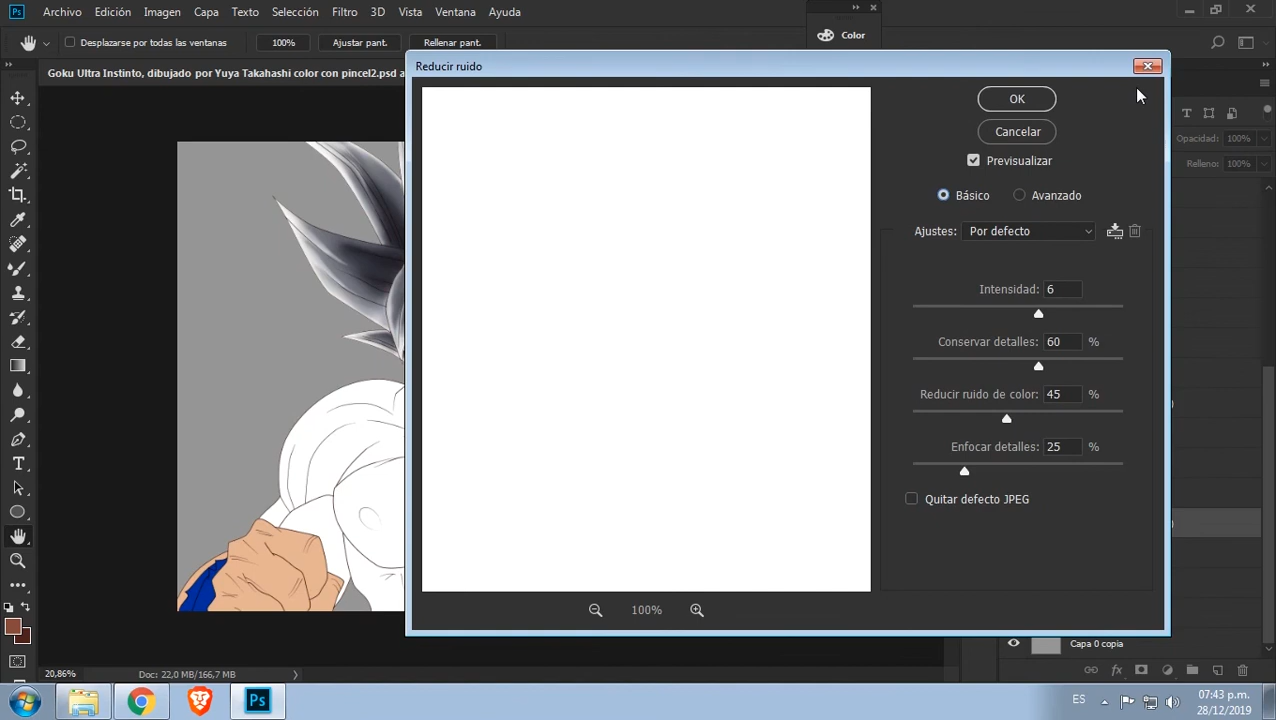 Ps Archivo Edición Imagen Capa Texto Selección Filtro 3D Vista Ventana Ayuda
Desplazarse por todas las ventanas 100% Ajustar pant. Rellenar pant. Color
Goku Ultra Instinto, dibujado por Yuya Takahashi color con pincel2.psd a
Reducir ruido
OK
Cancelar
Previsualizar
Básico Avanzado
Ajustes: Por defecto
Intensidad: 6
Conservar detalles: 60 %
Reducir ruido de color: 45 %
Enfocar detalles: 25 %
Quitar defecto JPEG
100%
Opacidad: 100%
Relleno: 100%
Capa 0 copia
fx
20,86% Doc: 22,0 MB/166,7 MB
Ps
ES
07:43 p.m.
28/12/2019